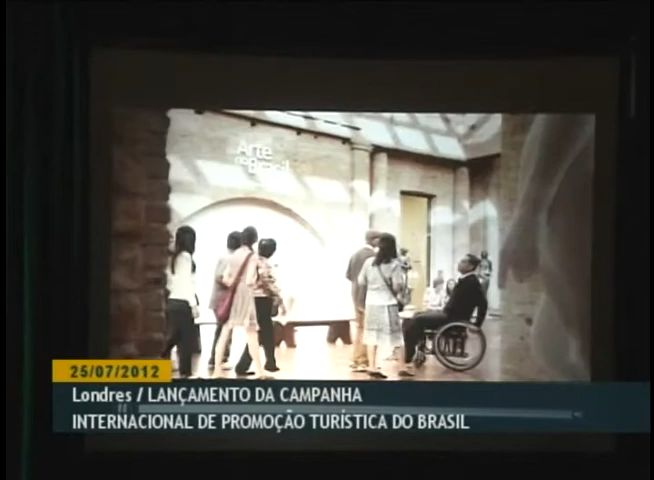 Arte
no Brasil
25/07/2012
Londres / LANÇAMENTO DA CAMPANHA
INTERNACIONAL DE PROMOÇÃO TURÍSTICA DO BRASIL